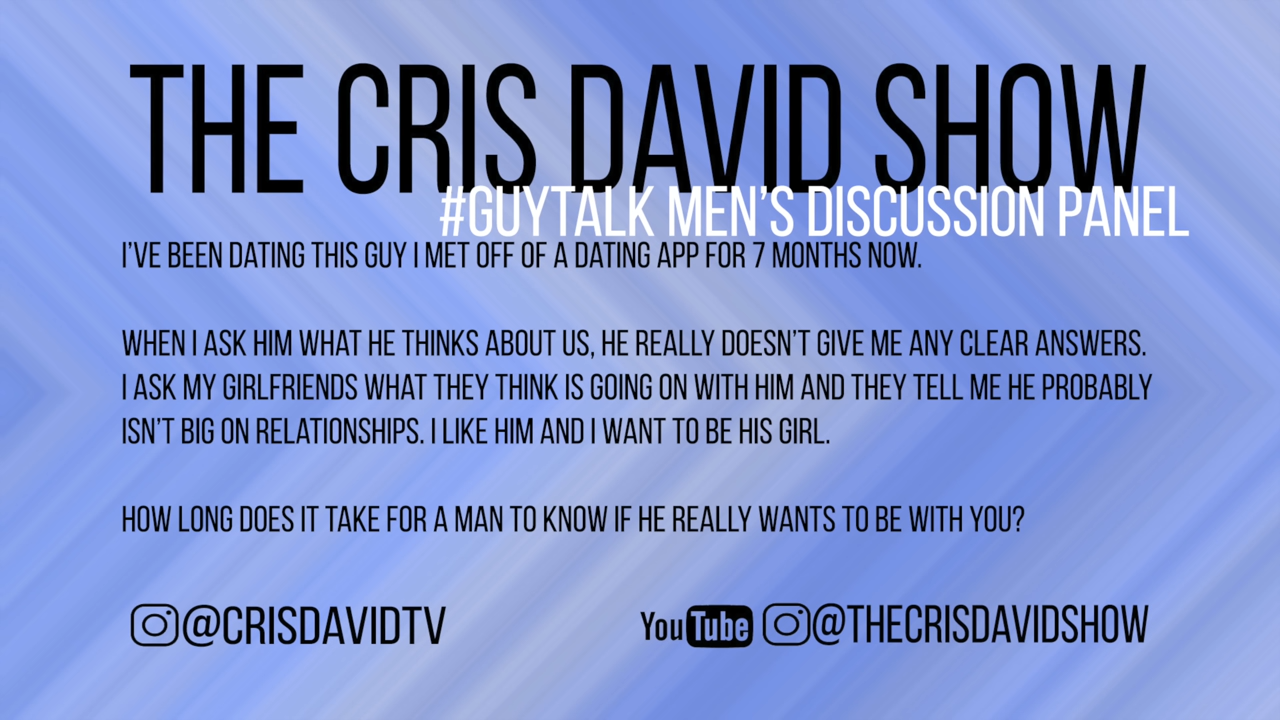 THE CRIS DAVID SHOW
#GUYTALK MEN'S DISCUSSION PANEL
I'VE BEEN DATING THIS GUY I MET OFF OF A DATING APP FOR 7 MONTHS NOW.
WHEN I ASK HIM WHAT HE THINKS ABOUT US, HE REALLY DOESN'T GIVE ME ANY CLEAR ANSWERS.
I ASK MY GIRLFRIENDS WHAT THEY THINK IS GOING ON WITH HIM AND THEY TELL ME HE PROBABLY
ISN'T BIG ON RELATIONSHIPS. I LIKE HIM AND I WANT TO BE HIS GIRL.
HOW LONG DOES IT TAKE FOR A MAN TO KNOW IF HE REALLY WANTS TO BE WITH YOU?
@CRISDAVIDTV
YouTube @THECRISDAVIDSHOW